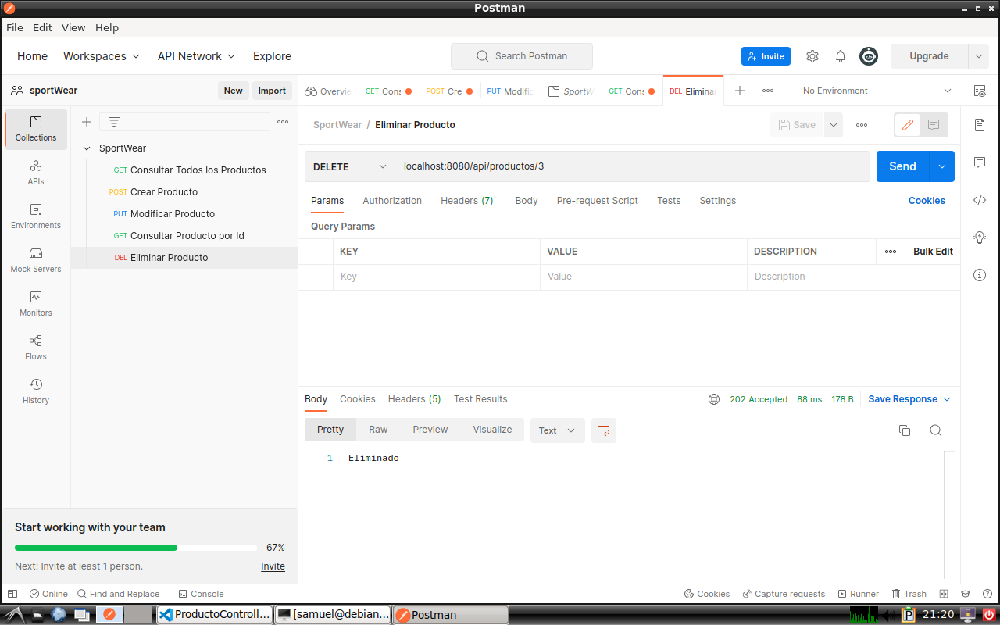 Postman
File Edit View Help
Home Workspaces API Network Explore Search Postman Invite Upgrade
sportWear New Import Overvie GET Cons POST Cre PUT Modific SportW GET Cons DEL Elimina No Environment
SportWear / Eliminar Producto Save
Collections
APIs
Environments
Mock Servers
Monitors
Flows
History
SportWear
GET Consultar Todos los Productos
POST Crear Producto
PUT Modificar Producto
GET Consultar Producto por Id
DEL Eliminar Producto
DELETE localhost:8080/api/productos/3 Send
Params Authorization Headers (7) Body Pre-request Script Tests Settings Cookies
Query Params
KEY VALUE DESCRIPTION Bulk Edit
Key Value Description
Body Cookies Headers (5) Test Results 202 Accepted 88 ms 178 B Save Response
Pretty Raw Preview Visualize Text
1 Eliminado
Start working with your team
67%
Next: Invite at least 1 person. Invite
Online Find and Replace Console Cookies Capture requests Runner Trash
ProductoControll... [samuel@debian... Postman P 21:20